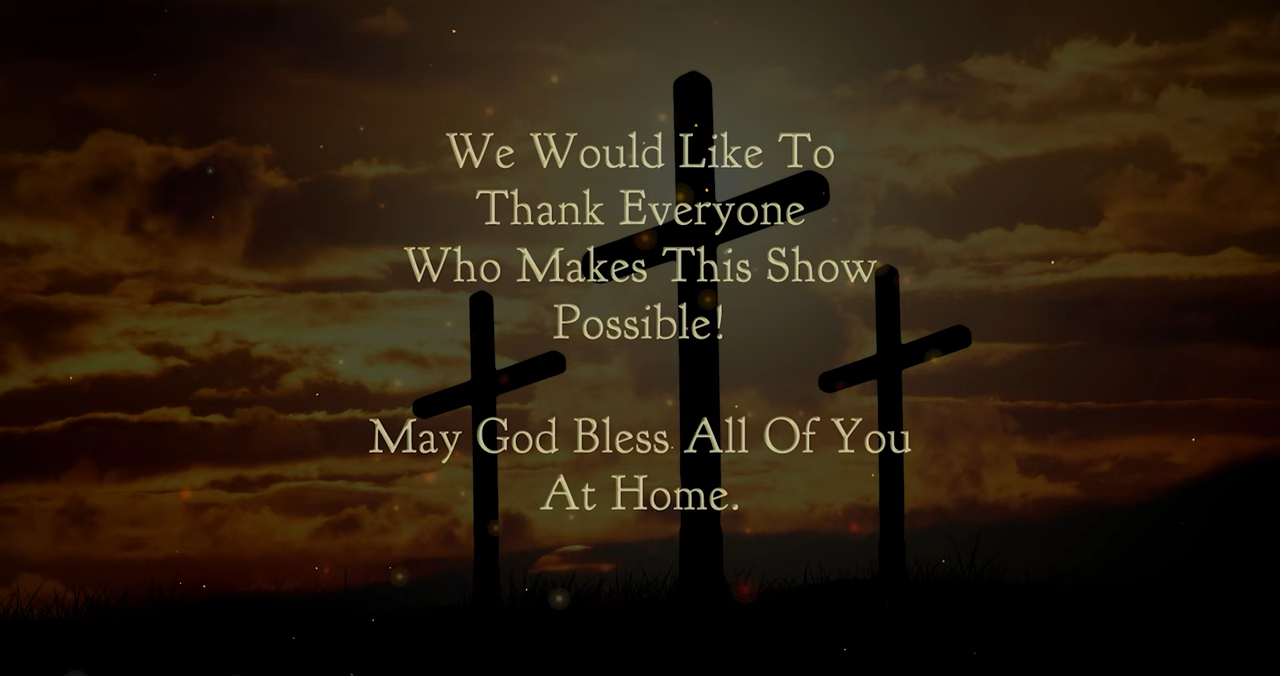 We Would Like To
Thank Everyone
Who Makes This Show
Possible!
May God Bless All Of You
At Home.